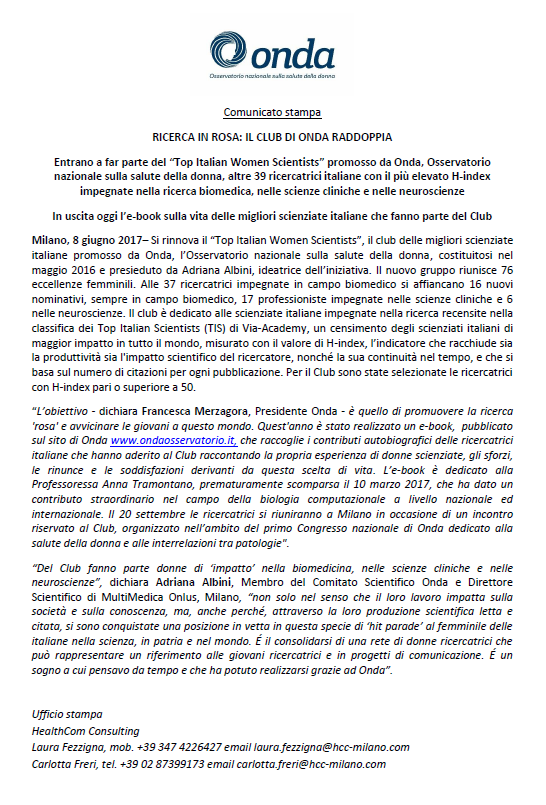 onda
Osservatorio nazionale sulla salute della donna
Comunicato stampa
RICERCA IN ROSA: IL CLUB DI ONDA RADDOPPIA
Entrano a far parte del “Top Italian Women Scientists” promosso da Onda, Osservatorio
nazionale sulla salute della donna, altre 39 ricercatrici italiane con il più elevato H-index
impegnate nella ricerca biomedica, nelle scienze cliniche e nelle neuroscienze
In uscita oggi l’e-book sulla vita delle migliori scienziate italiane che fanno parte del Club
Milano, 8 giugno 2017– Si rinnova il “Top Italian Women Scientists”, il club delle migliori scienziate
italiane promosso da Onda, l’Osservatorio nazionale sulla salute della donna, costituitosi nel
maggio 2016 e presieduto da Adriana Albini, ideatrice dell’iniziativa. Il nuovo gruppo riunisce 76
eccellenze femminili. Alle 37 ricercatrici impegnate in campo biomedico si affiancano 16 nuovi
nominativi, sempre in campo biomedico, 17 professioniste impegnate nelle scienze cliniche e 6
nelle neuroscienze. Il club è dedicato alle scienziate italiane impegnate nella ricerca recensite nella
classifica dei Top Italian Scientists (TIS) di Via-Academy, un censimento degli scienziati italiani di
maggior impatto in tutto il mondo, misurato con il valore di H-index, l’indicatore che racchiude sia
la produttività sia l'impatto scientifico del ricercatore, nonché la sua continuità nel tempo, e che si
basa sul numero di citazioni per ogni pubblicazione. Per il Club sono state selezionate le ricercatrici
con H-index pari o superiore a 50.
“L’obiettivo - dichiara Francesca Merzagora, Presidente Onda - è quello di promuovere la ricerca
'rosa' e avvicinare le giovani a questo mondo. Quest'anno è stato realizzato un e-book, pubblicato
sul sito di Onda www.ondaosservatorio.it, che raccoglie i contributi autobiografici delle ricercatrici
italiane che hanno aderito al Club raccontando la propria esperienza di donne scienziate, gli sforzi,
le rinunce e le soddisfazioni derivanti da questa scelta di vita. L’e-book è dedicato alla
Professoressa Anna Tramontano, prematuramente scomparsa il 10 marzo 2017, che ha dato un
contributo straordinario nel campo della biologia computazionale a livello nazionale ed
internazionale. Il 20 settembre le ricercatrici si riuniranno a Milano in occasione di un incontro
riservato al Club, organizzato nell’ambito del primo Congresso nazionale di Onda dedicato alla
salute della donna e alle interrelazioni tra patologie”.
“Del Club fanno parte donne di ‘impatto’ nella biomedicina, nelle scienze cliniche e nelle
neuroscienze”, dichiara Adriana Albini, Membro del Comitato Scientifico Onda e Direttore
Scientifico di MultiMedica Onlus, Milano, “non solo nel senso che il loro lavoro impatta sulla
società e sulla conoscenza, ma, anche perché, attraverso la loro produzione scientifica letta e
citata, si sono conquistate una posizione in vetta in questa specie di ‘hit parade’ al femminile delle
italiane nella scienza, in patria e nel mondo. É il consolidarsi di una rete di donne ricercatrici che
può rappresentare un riferimento alle giovani ricercatrici e in progetti di comunicazione. É un
sogno a cui pensavo da tempo e che ha potuto realizzarsi grazie ad Onda”.
Ufficio stampa
HealthCom Consulting
Laura Fezzigna, mob. +39 347 4226427 email laura.fezzigna@hcc-milano.com
Carlotta Freri, tel. +39 02 87399173 email carlotta.freri@hcc-milano.com